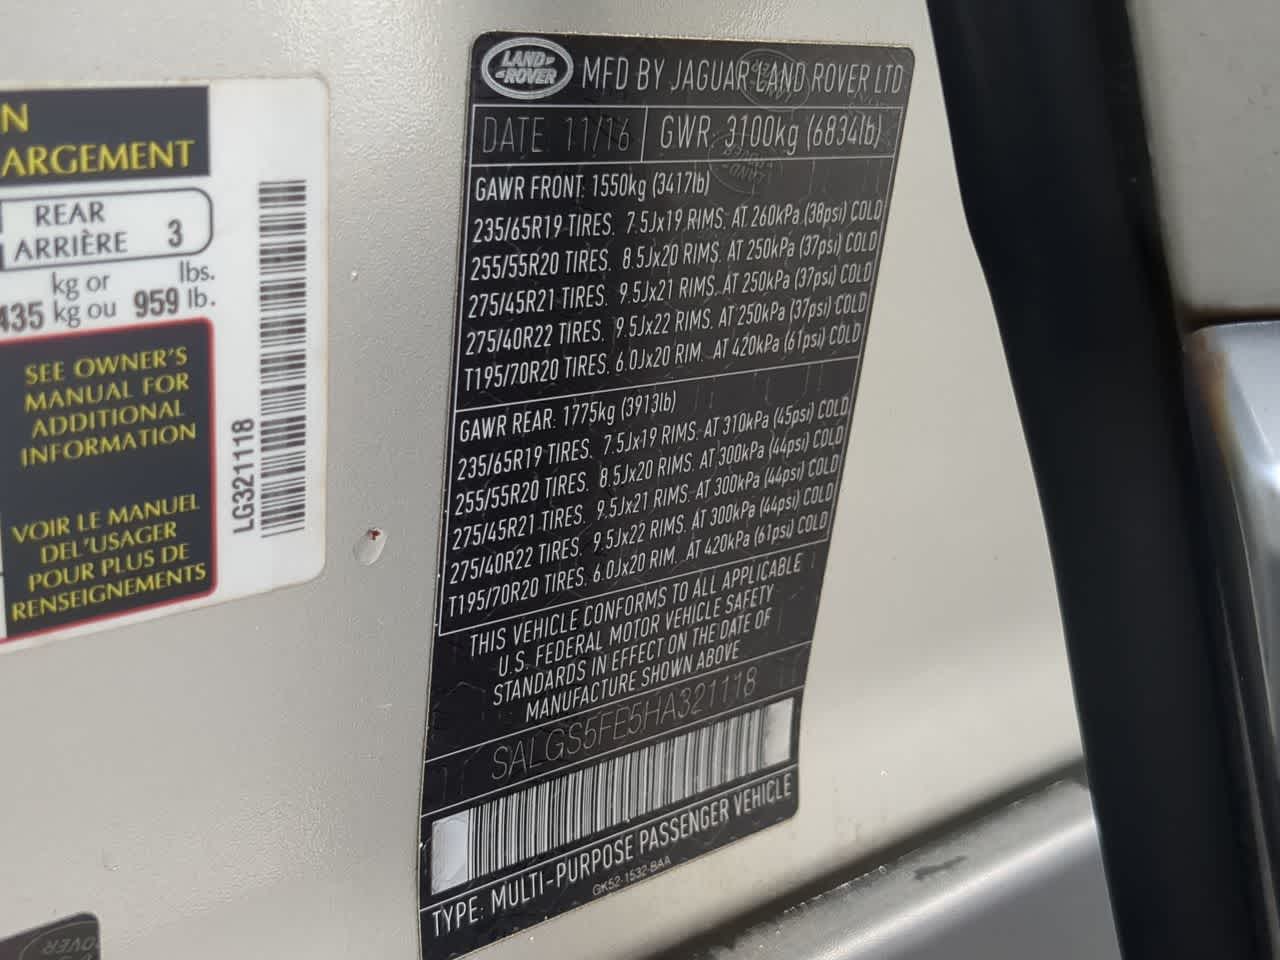 N
ARGEMENT
REAR
ARRIÈRE 3
kg or lbs.
435 kg ou 959 lb.
SEE OWNER'S
MANUAL FOR
ADDITIONAL
INFORMATION
VOIR LE MANUEL
DEL'USAGER
POUR PLUS DE
RENSEIGNEMENTS
LG321118
LAND ROVER
MFD BY JAGUAR LAND ROVER LTD
DATE: 11/16 GWR: 3100kg (6834lb)
GAWR FRONT: 1550kg (3417lb)
235/65R19 TIRES. 7.5Jx19 RIMS. AT 260kPa (38psi) COLD
255/55R20 TIRES. 8.5Jx20 RIMS. AT 250kPa (37psi) COLD
275/45R21 TIRES. 9.5Jx21 RIMS. AT 250kPa (37psi) COLD
275/40R22 TIRES. 9.5Jx22 RIMS. AT 250kPa (37psi) COLD
T195/70R20 TIRES. 6.0Jx20 RIM. AT 420kPa (61psi) COLD
GAWR REAR: 1775kg (3913lb)
235/65R19 TIRES. 7.5Jx19 RIMS. AT 310kPa (45psi) COLD
255/55R20 TIRES. 8.5Jx20 RIMS. AT 300kPa (44psi) COLD
275/45R21 TIRES. 9.5Jx21 RIMS. AT 300kPa (44psi) COLD
275/40R22 TIRES. 9.5Jx22 RIMS. AT 300kPa (44psi) COLD
T195/70R20 TIRES. 6.0Jx20 RIM. AT 420kPa (61psi) COLD
THIS VEHICLE CONFORMS TO ALL APPLICABLE
U.S. FEDERAL MOTOR VEHICLE SAFETY
STANDARDS IN EFFECT ON THE DATE OF
MANUFACTURE SHOWN ABOVE
SALGS5FE5HA321118
TYPE: MULTI-PURPOSE PASSENGER VEHICLE
GK52-1532-BAA
ROVER